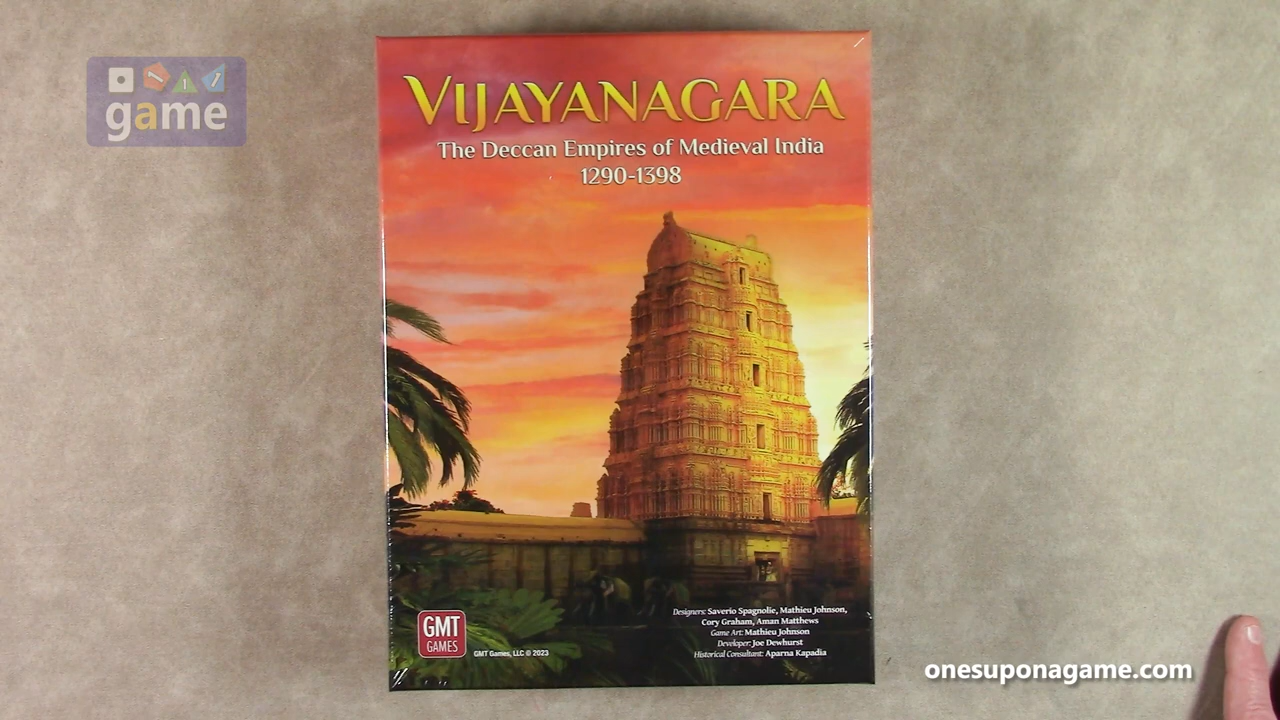 game
VIJAYANAGARA
The Deccan Empires of Medieval India
1290-1398
Designers: Saverio Spagnolie, Mathieu Johnson,
Cory Graham, Aman Matthews
Game Art: Mathieu Johnson
Developer: Joe Dewhurst
Historical Consultant: Aparna Kapadia
GMT
GAMES
GMT Games, LLC © 2023
onesuponagame.com